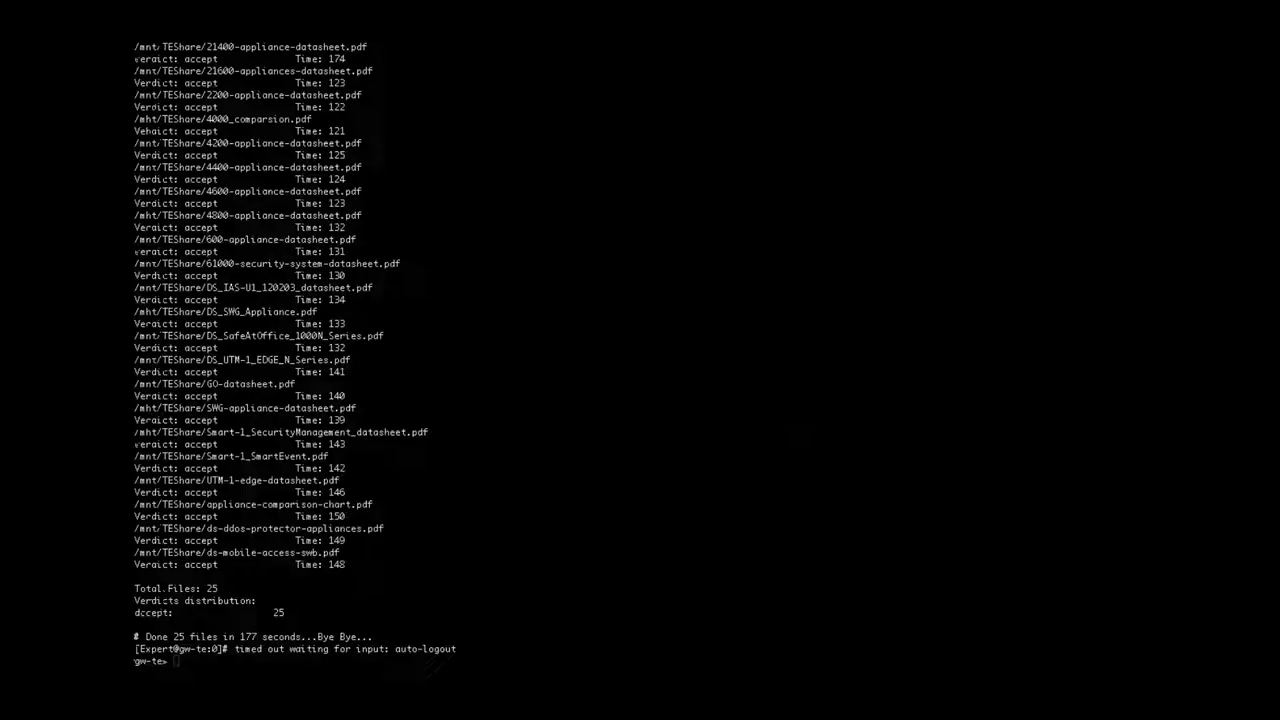 /mnt/TEShare/21400-appliance-datasheet.pdf
Verdict: accept Time: 174
/mnt/TEShare/21600-appliances-datasheet.pdf
Verdict: accept Time: 123
/mnt/TEShare/2200-appliance-datasheet.pdf
Verdict: accept Time: 122
/mnt/TEShare/4000_comparsion.pdf
Verdict: accept Time: 121
/mnt/TEShare/4200-appliance-datasheet.pdf
Verdict: accept Time: 125
/mnt/TEShare/4400-appliance-datasheet.pdf
Verdict: accept Time: 124
/mnt/TEShare/4600-appliance-datasheet.pdf
Verdict: accept Time: 123
/mnt/TEShare/4800-appliance-datasheet.pdf
Verdict: accept Time: 132
/mnt/TEShare/600-appliance-datasheet.pdf
Verdict: accept Time: 131
/mnt/TEShare/61000-security-system-datasheet.pdf
Verdict: accept Time: 130
/mnt/TEShare/DS_IAS-U1_120203_datasheet.pdf
Verdict: accept Time: 134
/mnt/TEShare/DS_SWG_Appliance.pdf
Verdict: accept Time: 133
/mnt/TEShare/DS_SafeAtOffice_1000N_Series.pdf
Verdict: accept Time: 132
/mnt/TEShare/DS_UTM-1_EDGE_N_Series.pdf
Verdict: accept Time: 141
/mnt/TEShare/GO-datasheet.pdf
Verdict: accept Time: 140
/mnt/TEShare/SWG-appliance-datasheet.pdf
Verdict: accept Time: 139
/mnt/TEShare/Smart-1_SecurityManagement_datasheet.pdf
Verdict: accept Time: 143
/mnt/TEShare/Smart-1_SmartEvent.pdf
Verdict: accept Time: 142
/mnt/TEShare/UTM-1-edge-datasheet.pdf
Verdict: accept Time: 146
/mnt/TEShare/appliance-comparison-chart.pdf
Verdict: accept Time: 150
/mnt/TEShare/ds-ddos-protector-appliances.pdf
Verdict: accept Time: 149
/mnt/TEShare/ds-mobile-access-swb.pdf
Verdict: accept Time: 148
Total Files: 25
Verdicts distribution:
accept: 25
# Done 25 files in 177 seconds...Bye Bye...
[Expert@gw-te:0]# timed out waiting for input: auto-logout
gw-te>